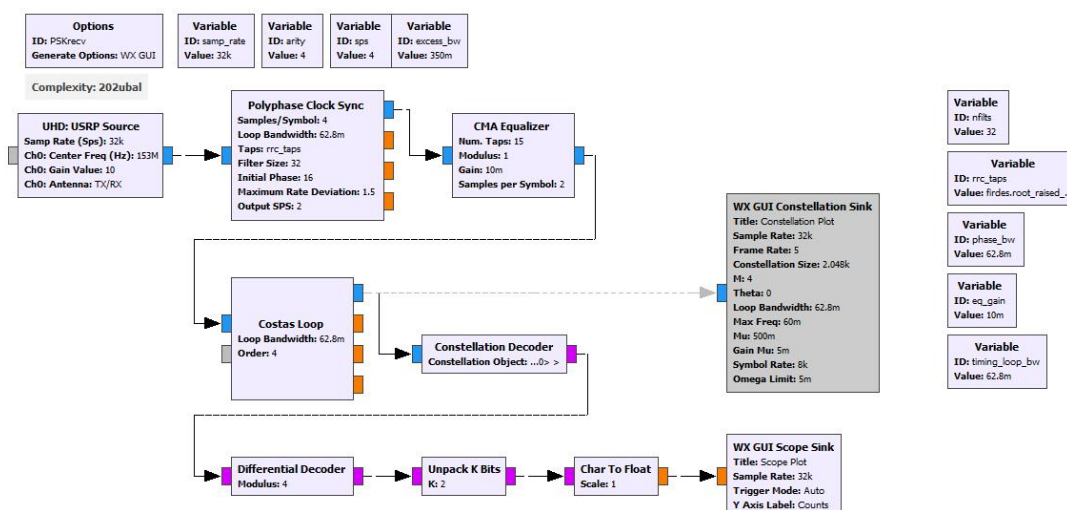 Options
ID: PSKrecv
Generate Options: WX GUI
Variable
ID: samp_rate
Value: 32k
Variable
ID: arity
Value: 4
Variable
ID: sps
Value: 4
Variable
ID: excess_bw
Value: 350m
Complexity: 202ubal
UHD: USRP Source
Samp Rate (Sps): 32k
Ch0: Center Freq (Hz): 153M
Ch0: Gain Value: 10
Ch0: Antenna: TX/RX
Polyphase Clock Sync
Samples/Symbol: 4
Loop Bandwidth: 62.8m
Taps: rrc_taps
Filter Size: 32
Initial Phase: 16
Maximum Rate Deviation: 1.5
Output SPS: 2
CMA Equalizer
Num. Taps: 15
Modulus: 1
Gain: 10m
Samples per Symbol: 2
Variable
ID: nfilts
Value: 32
Variable
ID: rrc_taps
Value: firdes.root_raised_...
Variable
ID: phase_bw
Value: 62.8m
Variable
ID: eq_gain
Value: 10m
Variable
ID: timing_loop_bw
Value: 62.8m
WX GUI Constellation Sink
Title: Constellation Plot
Sample Rate: 32k
Frame Rate: 5
Constellation Size: 2.048k
M: 4
Theta: 0
Loop Bandwidth: 62.8m
Max Freq: 60m
Mu: 500m
Gain Mu: 5m
Symbol Rate: 8k
Omega Limit: 5m
Costas Loop
Loop Bandwidth: 62.8m
Order: 4
Constellation Decoder
Constellation Object: ...0> >
Differential Decoder
Modulus: 4
Unpack K Bits
K: 2
Char To Float
Scale: 1
WX GUI Scope Sink
Title: Scope Plot
Sample Rate: 32k
Trigger Mode: Auto
Y Axis Label: Counts